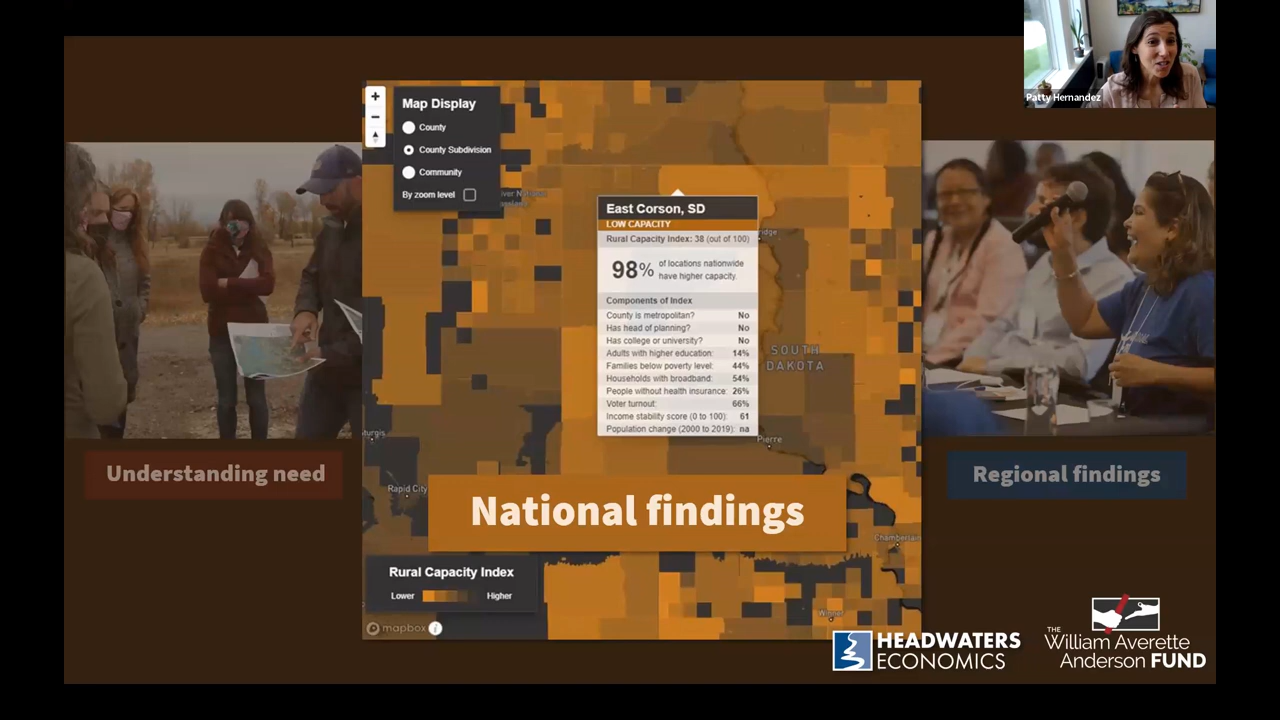 Patty Hernandez
+
−
Map Display
County
County Subdivision
Community
By zoom level
East Corson, SD
LOW CAPACITY
Rural Capacity Index: 38 (out of 100)
98% of locations nationwide
have higher capacity.
Components of Index
County is metropolitan? No
Has head of planning? No
Has college or university? No
Adults with higher education: 14%
Families below poverty level: 44%
Households with broadband: 54%
People without health insurance: 26%
Voter turnout: 66%
Income stability score (0 to 100): 61
Population change (2000 to 2019): na
SOUTH
DAKOTA
Pierre
Rapid City
Chamberlain
Winner
Understanding need
National findings
Regional findings
Rural Capacity Index
Lower Higher
mapbox i
HEADWATERS
ECONOMICS
THE
William Averette
Anderson FUND